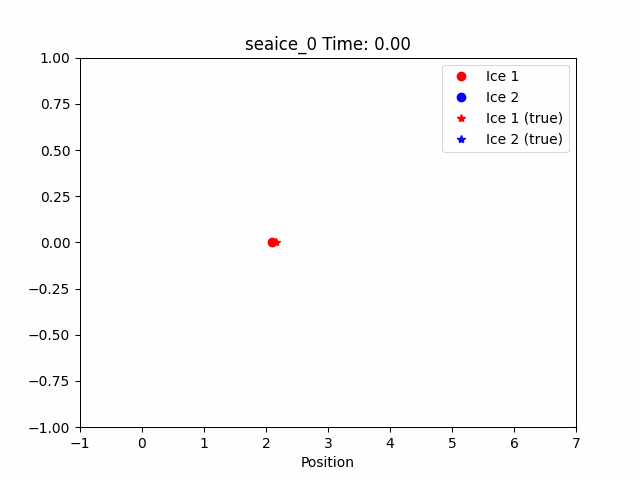 seaice_0 Time: 0.00
1.00
0.75
0.50
0.25
0.00
−0.25
−0.50
−0.75
−1.00
Ice 1
Ice 2
Ice 1 (true)
Ice 2 (true)
−1 0 1 2 3 4 5 6 7
Position